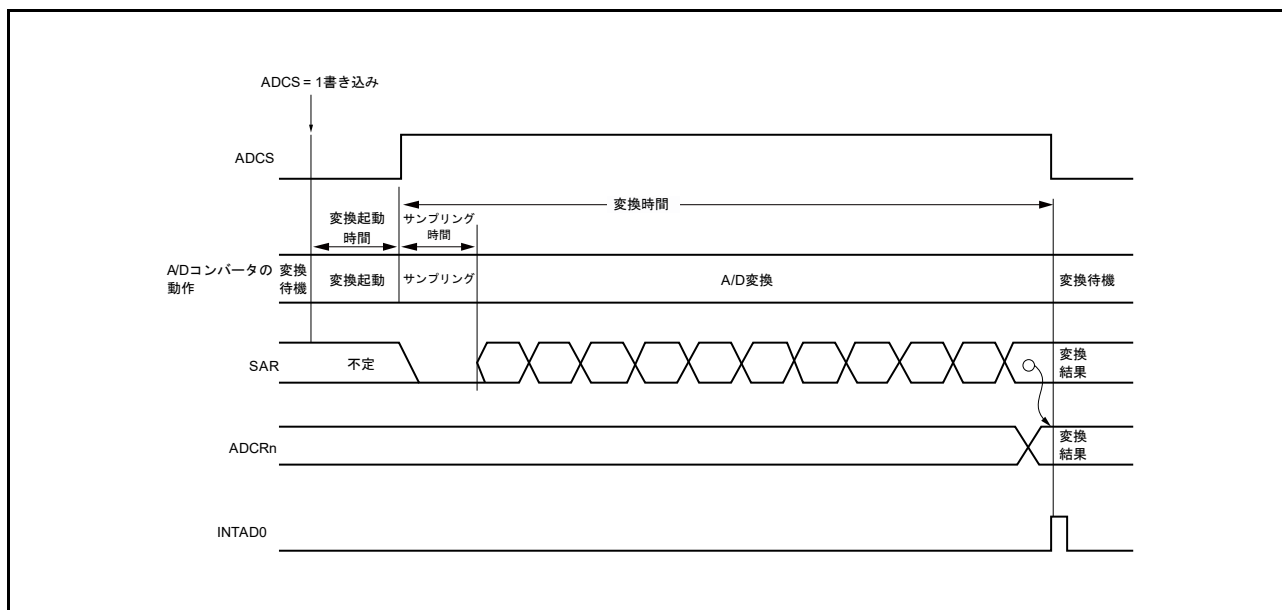 ADCS = 1書き込み
ADCS
変換時間
変換起動
時間
サンプリング
時間
A/Dコンバータの
動作
変換
待機
変換起動
サンプリング
A/D変換
変換待機
SAR
不定
変換
結果
ADCRn
変換
結果
INTAD0